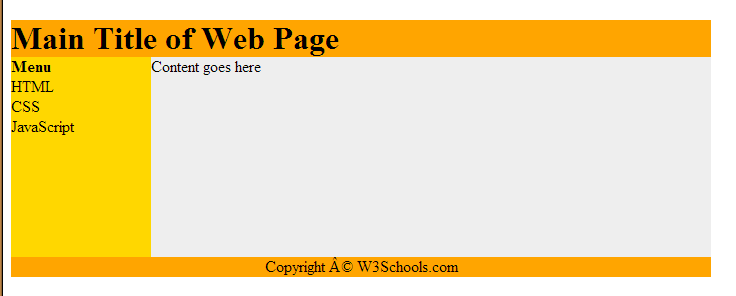 Main Title of Web Page
Menu
HTML
CSS
JavaScript
Content goes here
Copyright Â© W3Schools.com